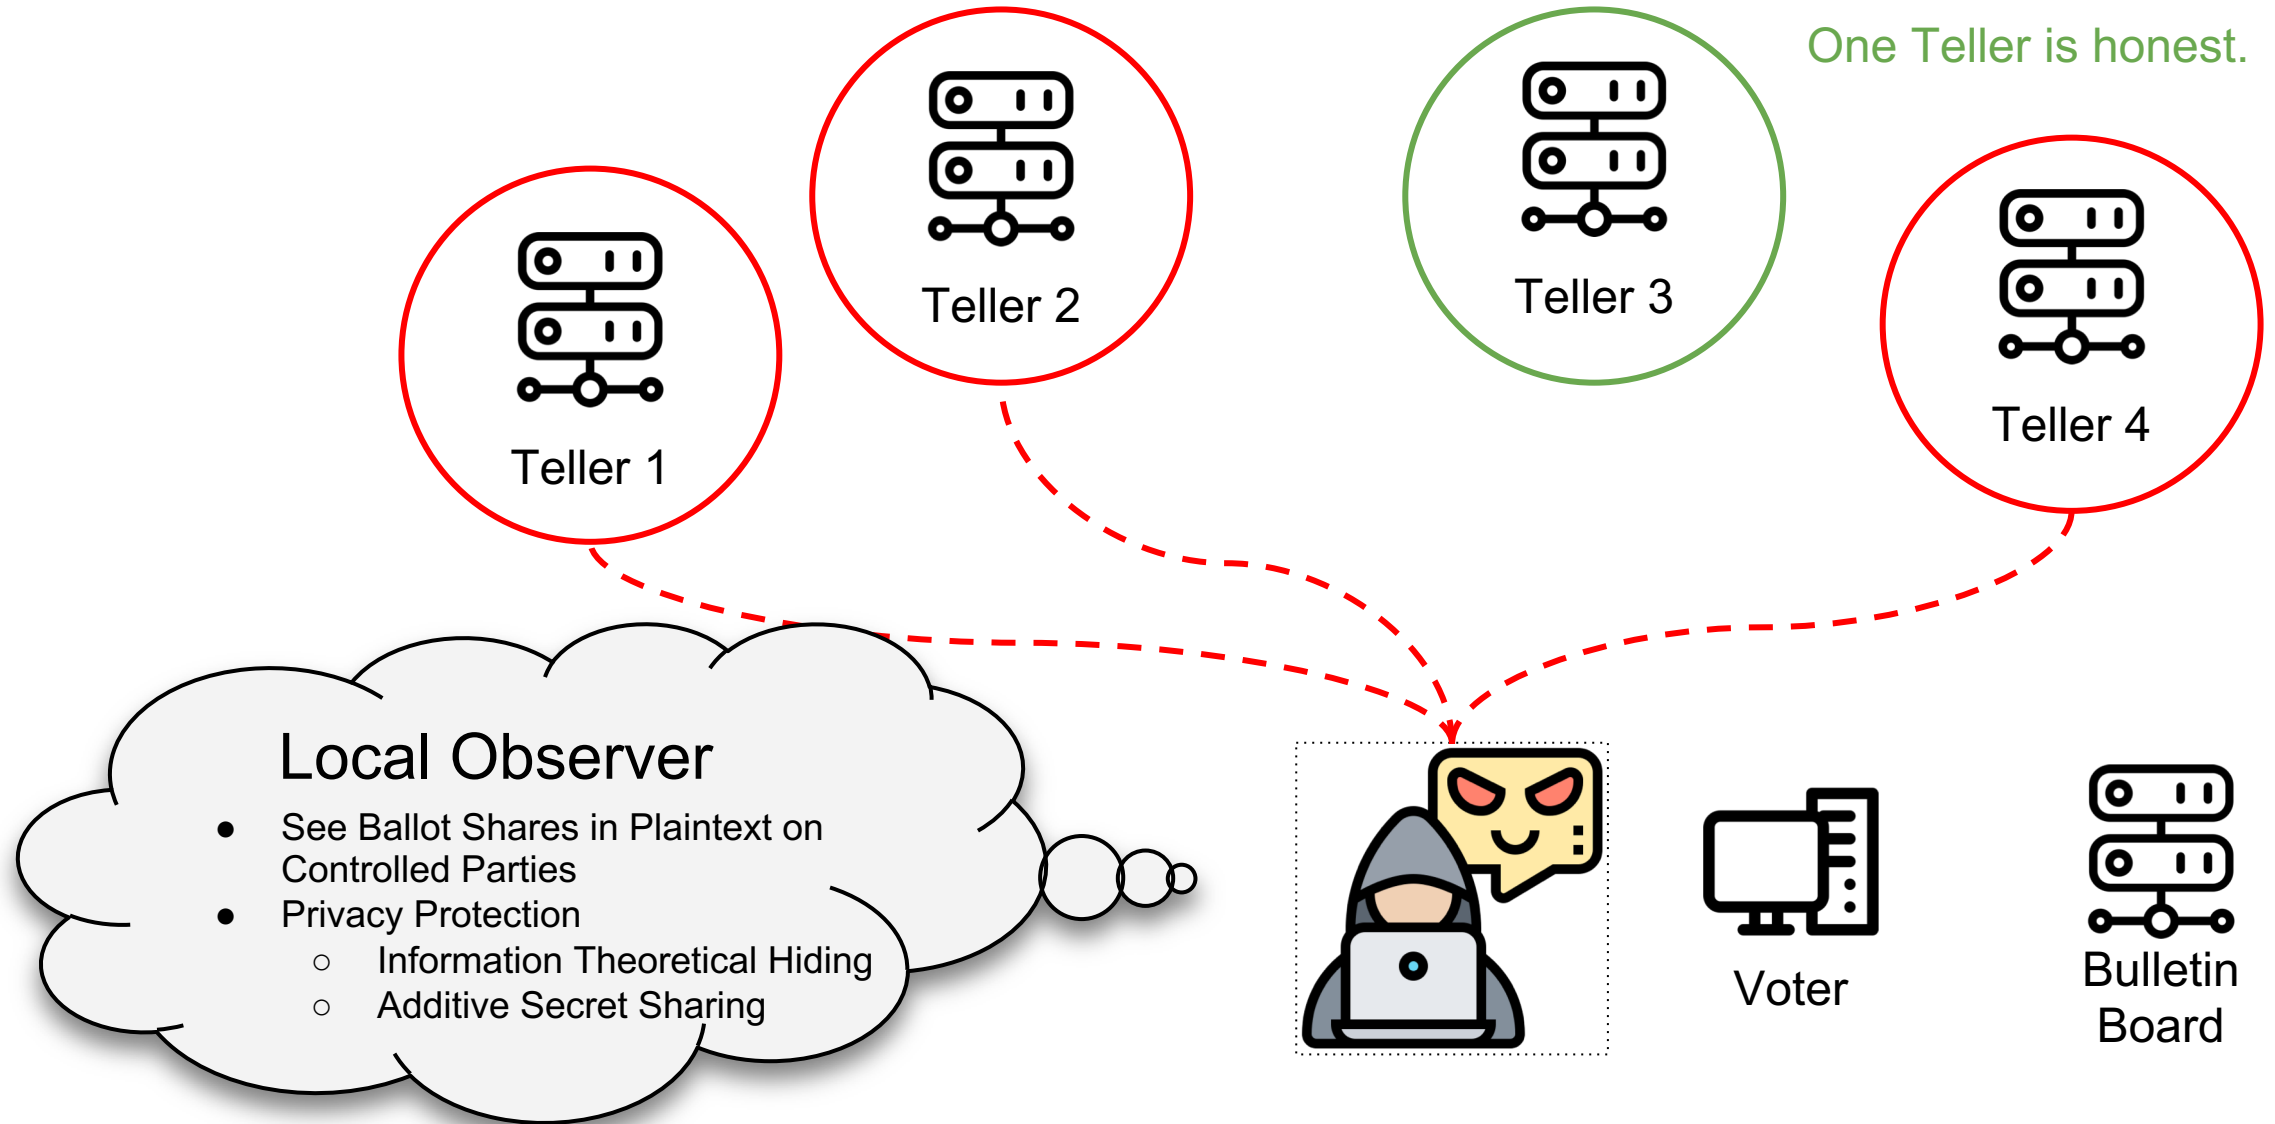 One Teller is honest.
Teller 1
Teller 2
Teller 3
Teller 4
Local Observer
● See Ballot Shares in Plaintext on
Controlled Parties
● Privacy Protection
○ Information Theoretical Hiding
○ Additive Secret Sharing
Voter
Bulletin
Board